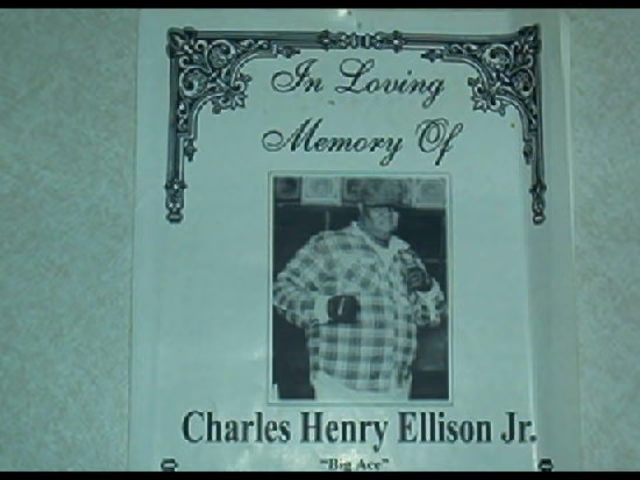 In Loving
Memory Of
Charles Henry Ellison Jr.
"Big Ace"